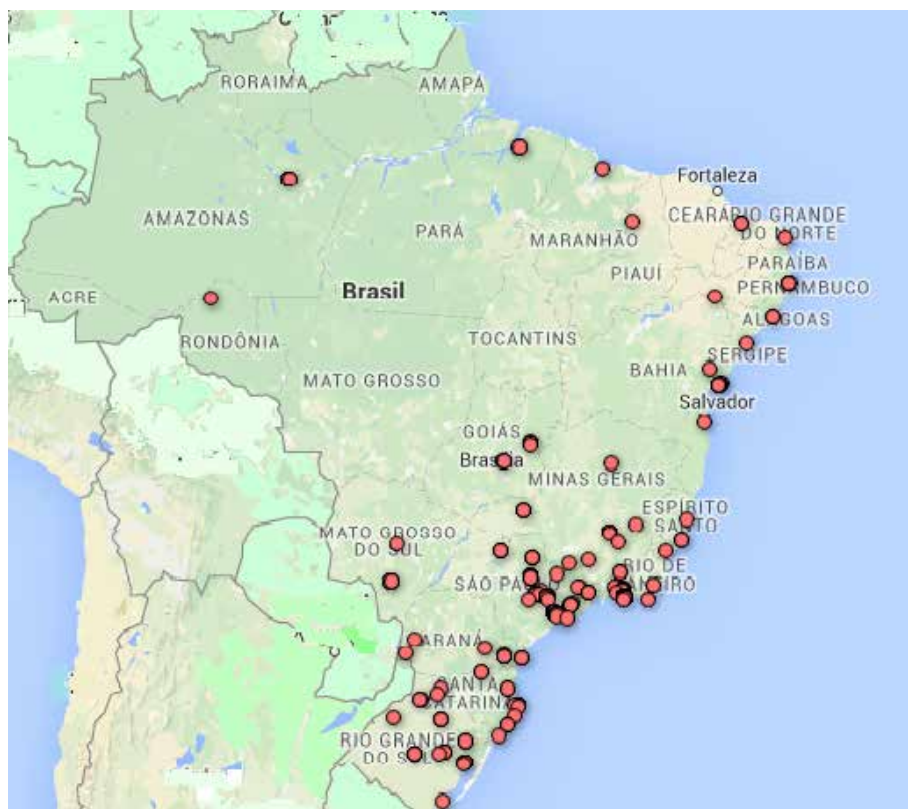 RORAIMA
AMAPÁ
Fortaleza
AMAZONAS
PARÁ
MARANHÃO
CEARÁ
RIO GRANDE
DO NORTE
PIAUÍ
PARAÍBA
Brasil
PERNAMBUCO
ACRE
ALAGOAS
RONDÔNIA
TOCANTINS
SERGIPE
BAHIA
MATO GROSSO
Salvador
GOIÁS
Brasília
MINAS GERAIS
ESPÍRITO
SANTO
MATO GROSSO
DO SUL
SÃO PAULO
RIO DE
JANEIRO
PARANÁ
SANTA
CATARINA
RIO GRANDE
DO SUL